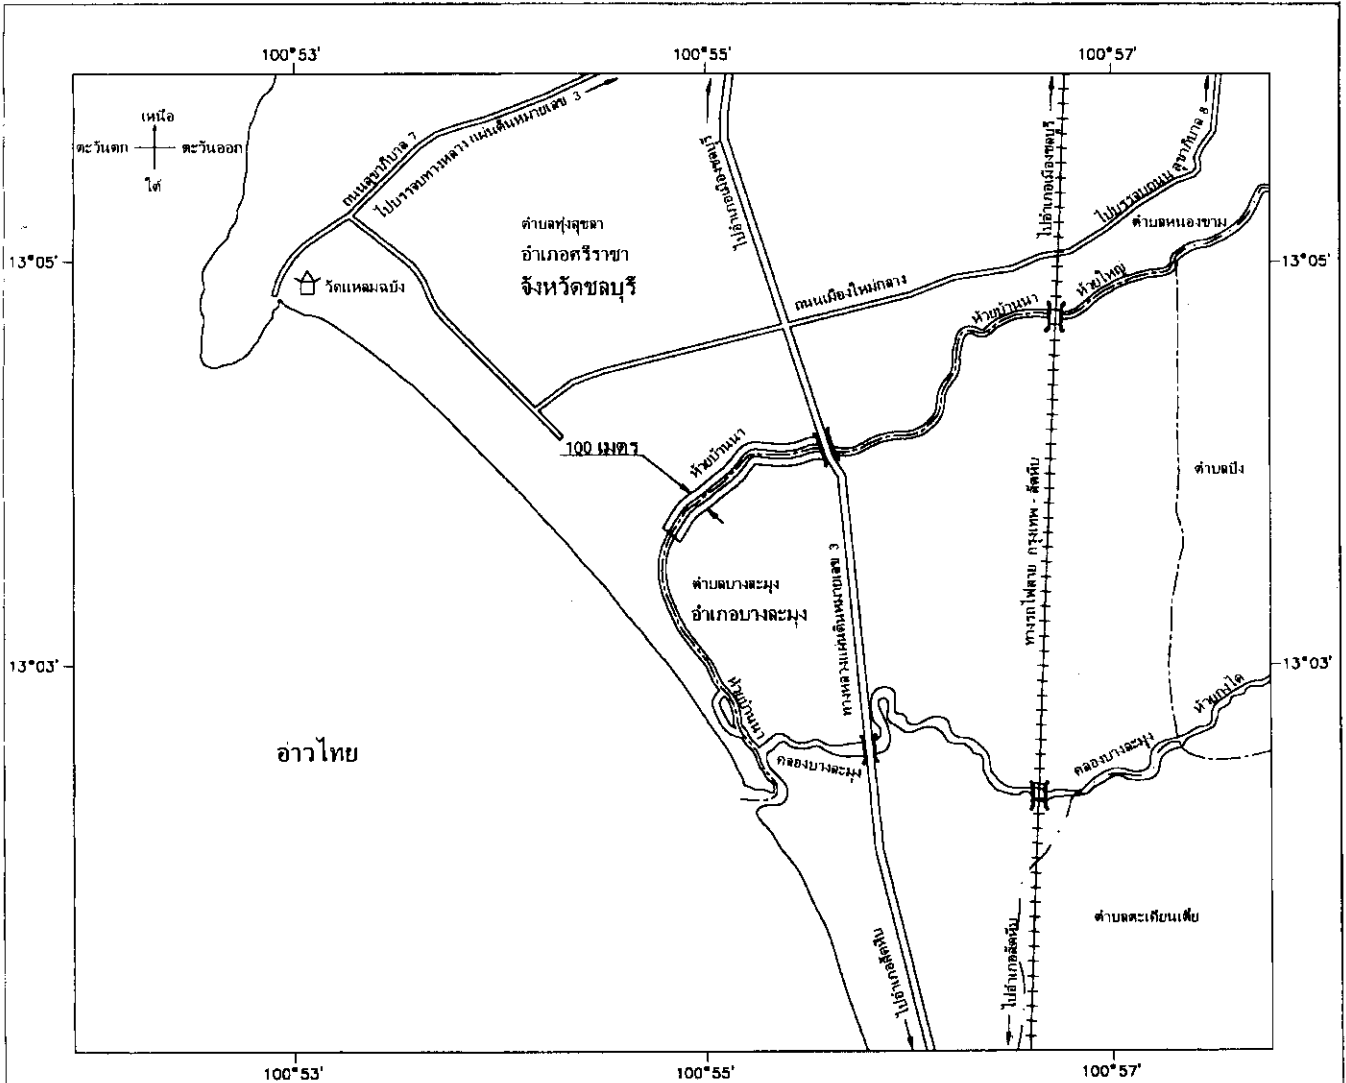 100°53'
100°55'
100°57'
เหนือ
ตะวันตก
ตะวันออก
ใต้
ถนนสุขาภิบาล 7
ไปบรรจบทางหลวงแผ่นดินหมายเลข 3
ไปอำเภอเมืองชลบุรี
ไปอำเภอเมืองชลบุรี
ไปบรรจบถนน สุขาภิบาล 8
ตำบลทุ่งสุขลา
อำเภอศรีราชา
จังหวัดชลบุรี
ตำบลหนองขาม
13°05'
13°05'
วัดแหลมฉบัง
ถนนเมืองใหม่กลาง
ห้วยบ้านนา
ห้วยใหญ่
100 เมตร
ห้วยบ้านนา
ตำบลบึง
ทางรถไฟสาย กรุงเทพ - สัตหีบ
ทางหลวงแผ่นดินหมายเลข 3
ตำบลบางละมุง
อำเภอบางละมุง
13°03'
13°03'
ห้วยบ้านนา
ห้วยกงไต
อ่าวไทย
คลองบางละมุง
คลองบางละมุง
ตำบลตะเคียนเตี้ย
ไปอำเภอสัตหีบ
ไปอำเภอสัตหีบ
100°53'
100°55'
100°57'